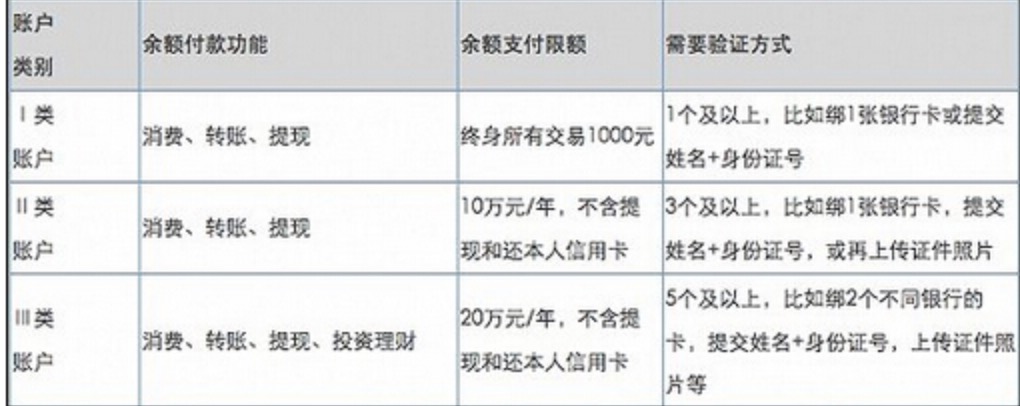 账户
类别
余额付款功能
余额支付限额
需要验证方式
I类
账户
消费、转账、提现
终身所有交易1000元
1个及以上，比如绑1张银行卡或提交
姓名+身份证号
II类
账户
消费、转账、提现
10万元/年，不含提
现和还本人信用卡
3个及以上，比如绑1张银行卡，提交
姓名+身份证号，或再上传证件照片
III类
账户
消费、转账、提现、投资理财
20万元/年，不含提
现和还本人信用卡
5个及以上，比如绑2个不同银行的
卡，提交姓名+身份证号，上传证件照
片等